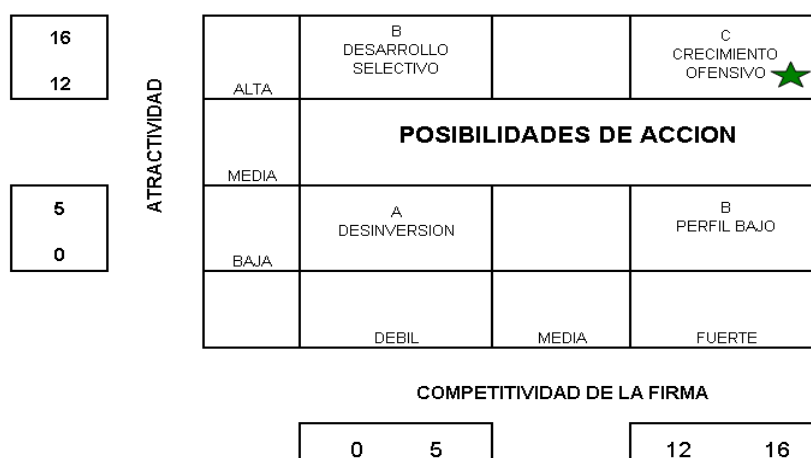 16
12
ATRACTIVIDAD
ALTA
B
DESARROLLO
SELECTIVO
C
CRECIMIENTO
OFENSIVO
MEDIA
POSIBILIDADES DE ACCION
5
0
BAJA
A
DESINVERSION
B
PERFIL BAJO
DEBIL
MEDIA
FUERTE
COMPETITIVIDAD DE LA FIRMA
0 5
12 16